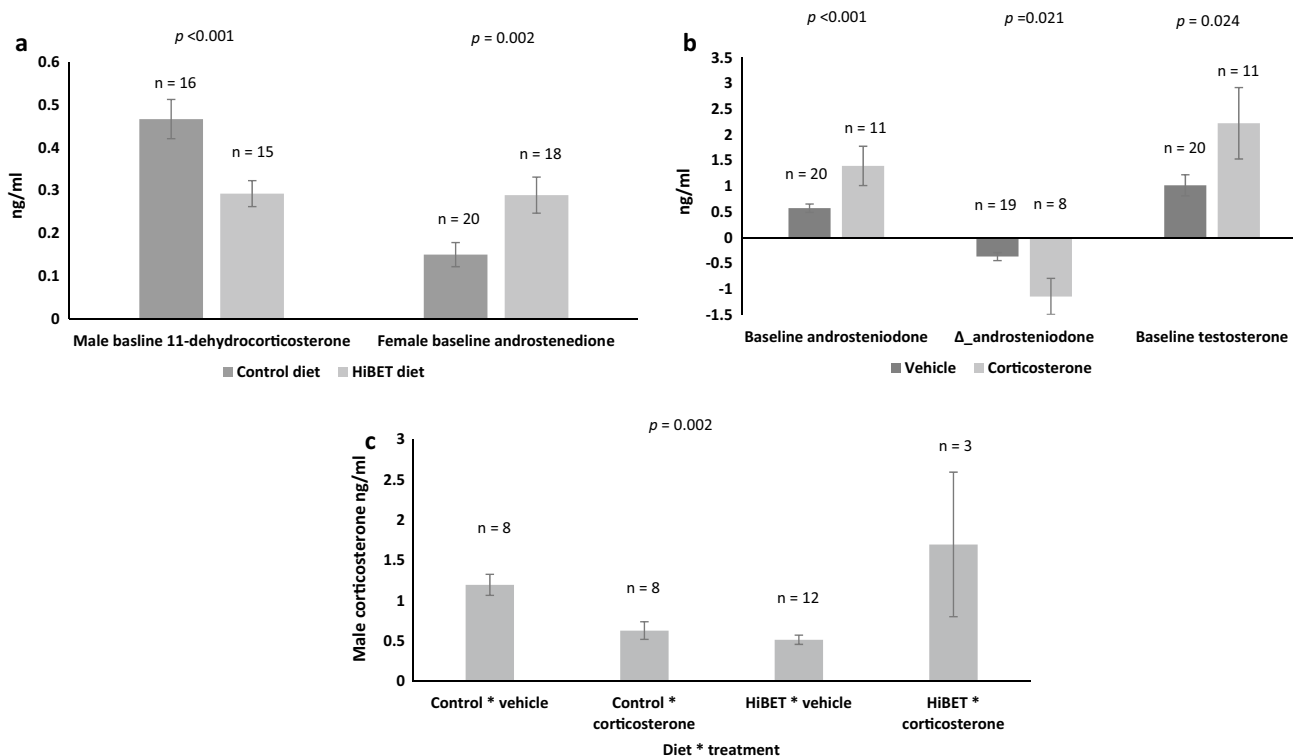 a
p <0.001
p = 0.002
0.6
0.5
0.4
0.3
0.2
0.1
0
ng/ml
n = 16
n = 15
n = 20
n = 18
Male basline 11-dehydrocorticosterone
Female baseline androstenedione
Control diet
HiBET diet
b
p <0.001
p =0.021
p = 0.024
3.5
3
2.5
2
1.5
1
0.5
0
-0.5
-1
-1.5
ng/ml
n = 20
n = 11
n = 19
n = 8
n = 20
n = 11
Baseline androsteniodone
Δ_androsteniodone
Baseline testosterone
Vehicle
Corticosterone
c
p = 0.002
3
2.5
2
1.5
1
0.5
0
Male corticosterone ng/ml
n = 8
n = 8
n = 12
n = 3
Control * vehicle
Control *
corticosterone
HiBET * vehicle
HiBET *
corticosterone
Diet * treatment